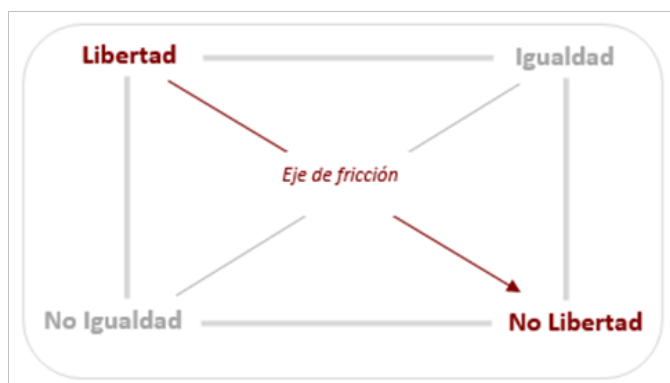 Libertad
Igualdad
Eje de fricción
No Igualdad
No Libertad